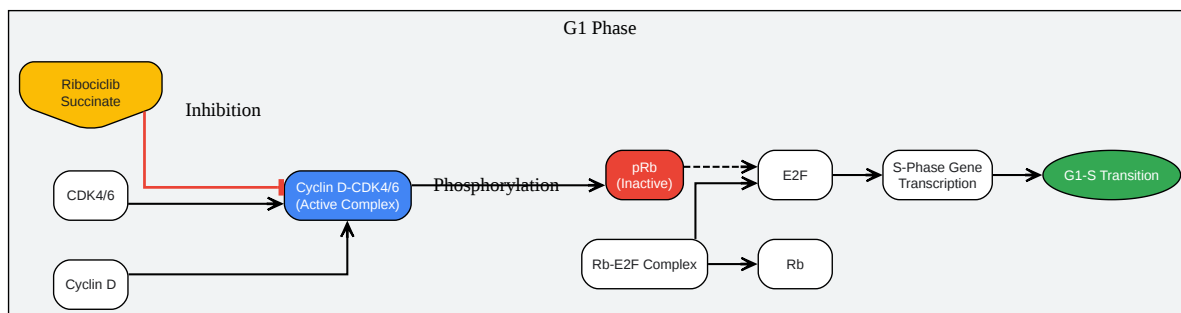 G1 Phase
Ribociclib
Succinate
Inhibition
CDK4/6
Cyclin D
Cyclin D-CDK4/6
(Active Complex)
Phosphorylation
pRb
(Inactive)
Rb-E2F Complex
E2F
Rb
S-Phase Gene
Transcription
G1-S Transition